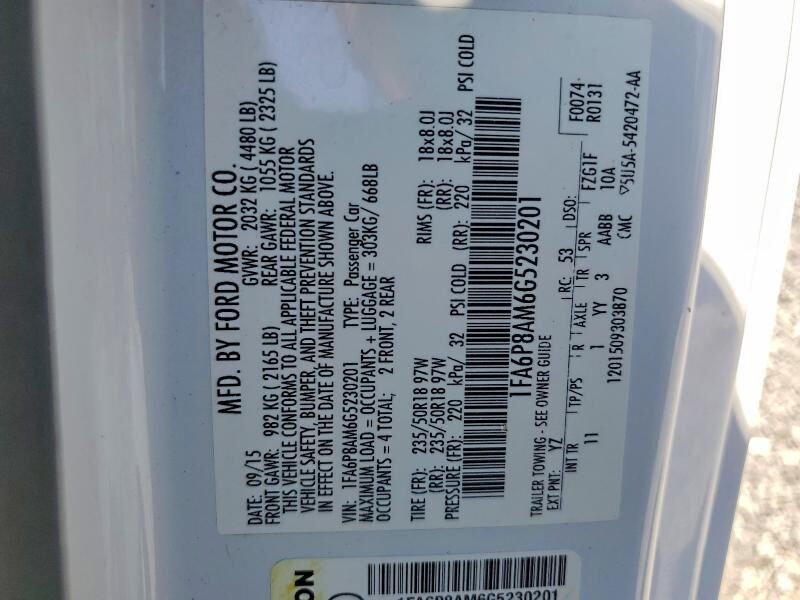 MFD. BY FORD MOTOR CO.
DATE: 09/15 GVWR: 2032 KG ( 4480 LB)
FRONT GAWR: 982 KG ( 2165 LB) REAR GAWR: 1055 KG ( 2325 LB)
THIS VEHICLE CONFORMS TO ALL APPLICABLE FEDERAL MOTOR
VEHICLE SAFETY, BUMPER, AND THEFT PREVENTION STANDARDS
IN EFFECT ON THE DATE OF MANUFACTURE SHOWN ABOVE.
VIN: 1FA6P8AM6G5230201 TYPE: Passenger Car
MAXIMUM LOAD = OCCUPANTS + LUGGAGE = 303KG/ 668LB
OCCUPANTS = 4 TOTAL; 2 FRONT, 2 REAR
TIRE (FR): 235/50R18 97W RIMS (FR): 18x8.0J
(RR): 235/50R18 97W (RR): 18x8.0J
PRESSURE (FR): 220 kPa/ 32 PSI COLD (RR): 220 kPa/ 32 PSI COLD
1FA6P8AM6G5230201
TRAILER TOWING - SEE OWNER GUIDE
EXT PNT: YZ RC: 53 DSO: F0074
INT TR TP/PS R AXLE TR SPR FZG1F R0131
11 1 YY 3 AABB 10A
1201509303B70 CMC 5U5A-5420472-AA
ON
1FA6P8AM6G5230201